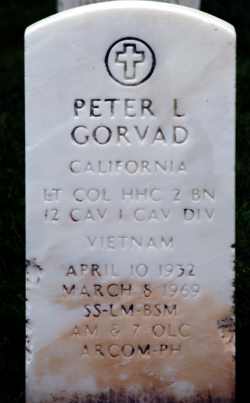 PETER L
GORVAD
CALIFORNIA
LT COL HHC 2 BN
12 CAV 1 CAV DIV
VIETNAM
APRIL 10 1932
MARCH 8 1969
SS-LM-BSM
AM & 7 OLC
ARCOM-PH